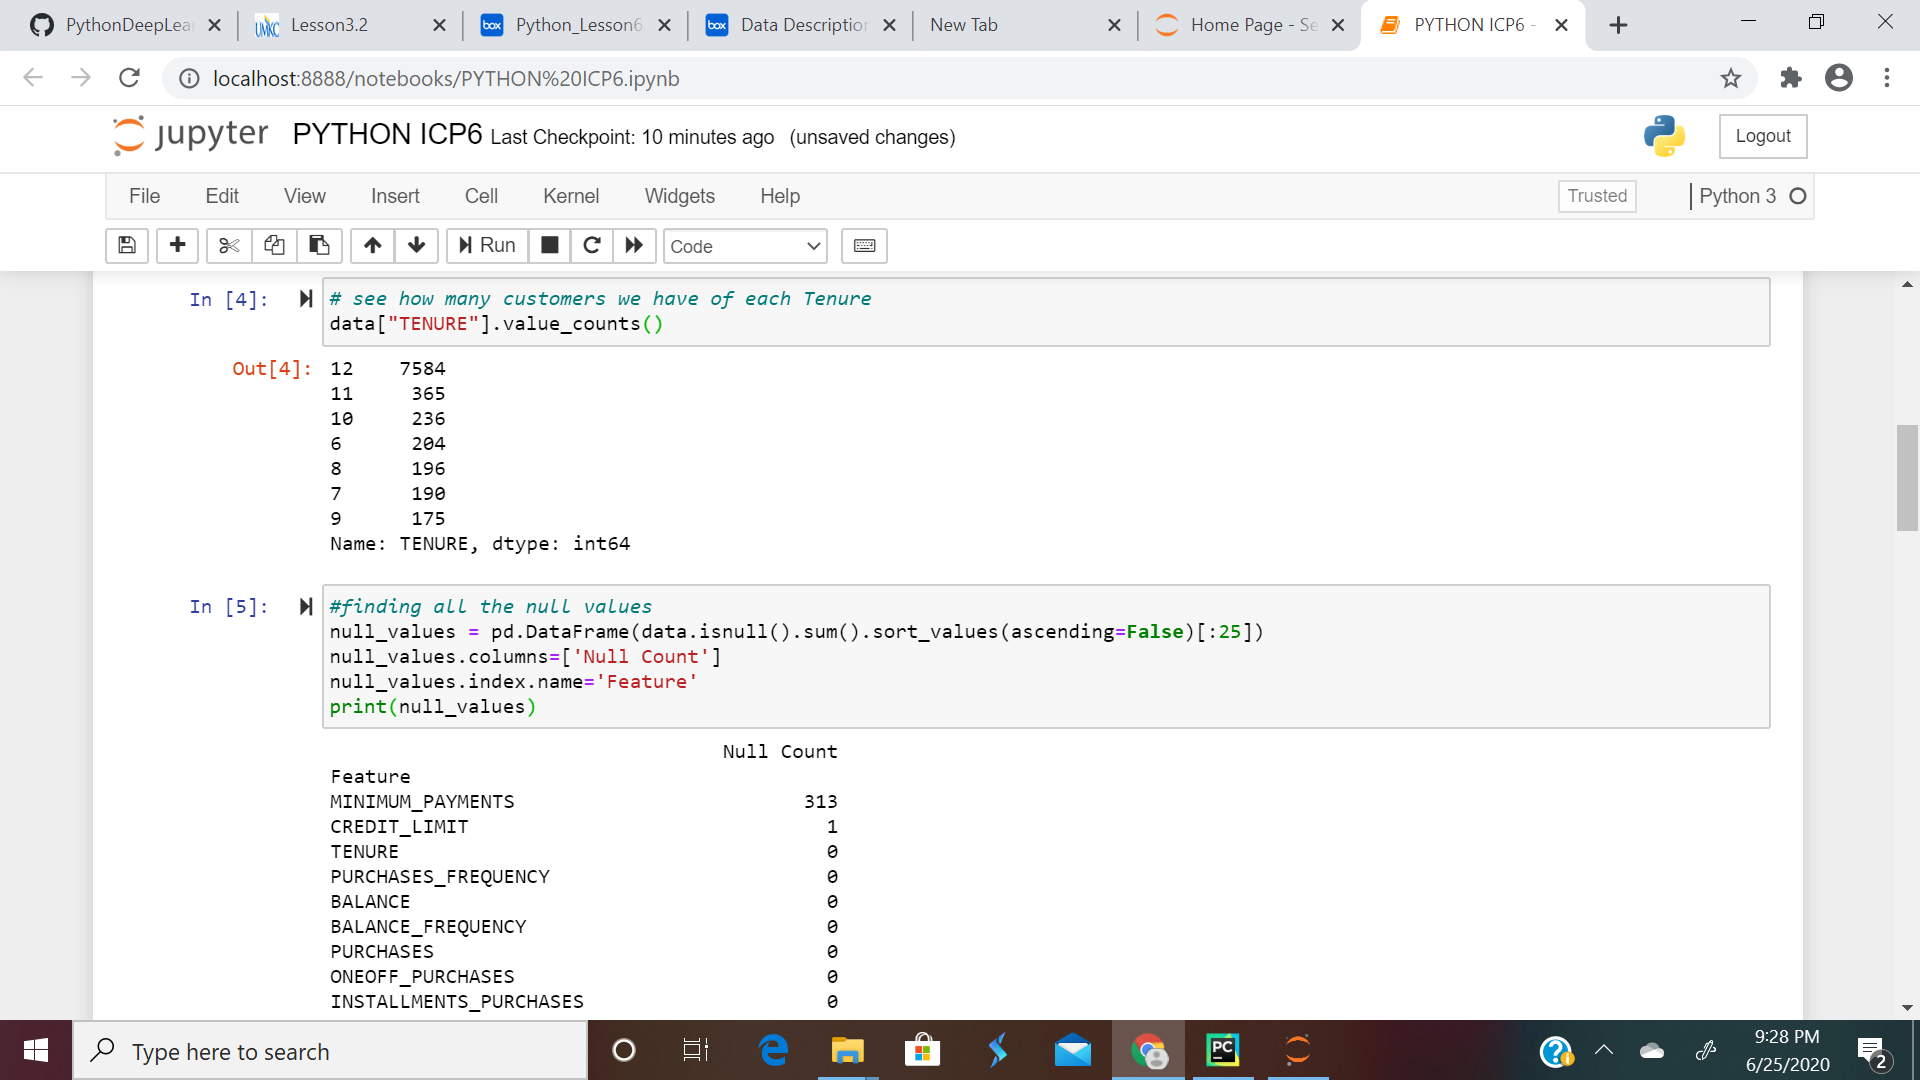 PythonDeepLear
UMKC Lesson3.2
box Python_Lesson6
box Data Description
New Tab
Home Page - Se
PYTHON ICP6 -
localhost:8888/notebooks/PYTHON%20ICP6.ipynb
jupyter PYTHON ICP6 Last Checkpoint: 10 minutes ago (unsaved changes)
Logout
File Edit View Insert Cell Kernel Widgets Help
Trusted
Python 3
Run
Code
In [4]: # see how many customers we have of each Tenure
data["TENURE"].value_counts()
Out[4]: 12 7584
11 365
10 236
6 204
8 196
7 190
9 175
Name: TENURE, dtype: int64
In [5]: #finding all the null values
null_values = pd.DataFrame(data.isnull().sum().sort_values(ascending=False)[:25])
null_values.columns=['Null Count']
null_values.index.name='Feature'
print(null_values)
Null Count
Feature
MINIMUM_PAYMENTS 313
CREDIT_LIMIT 1
TENURE 0
PURCHASES_FREQUENCY 0
BALANCE 0
BALANCE_FREQUENCY 0
PURCHASES 0
ONEOFF_PURCHASES 0
INSTALLMENTS_PURCHASES 0
Type here to search
PC
9:28 PM
6/25/2020
2